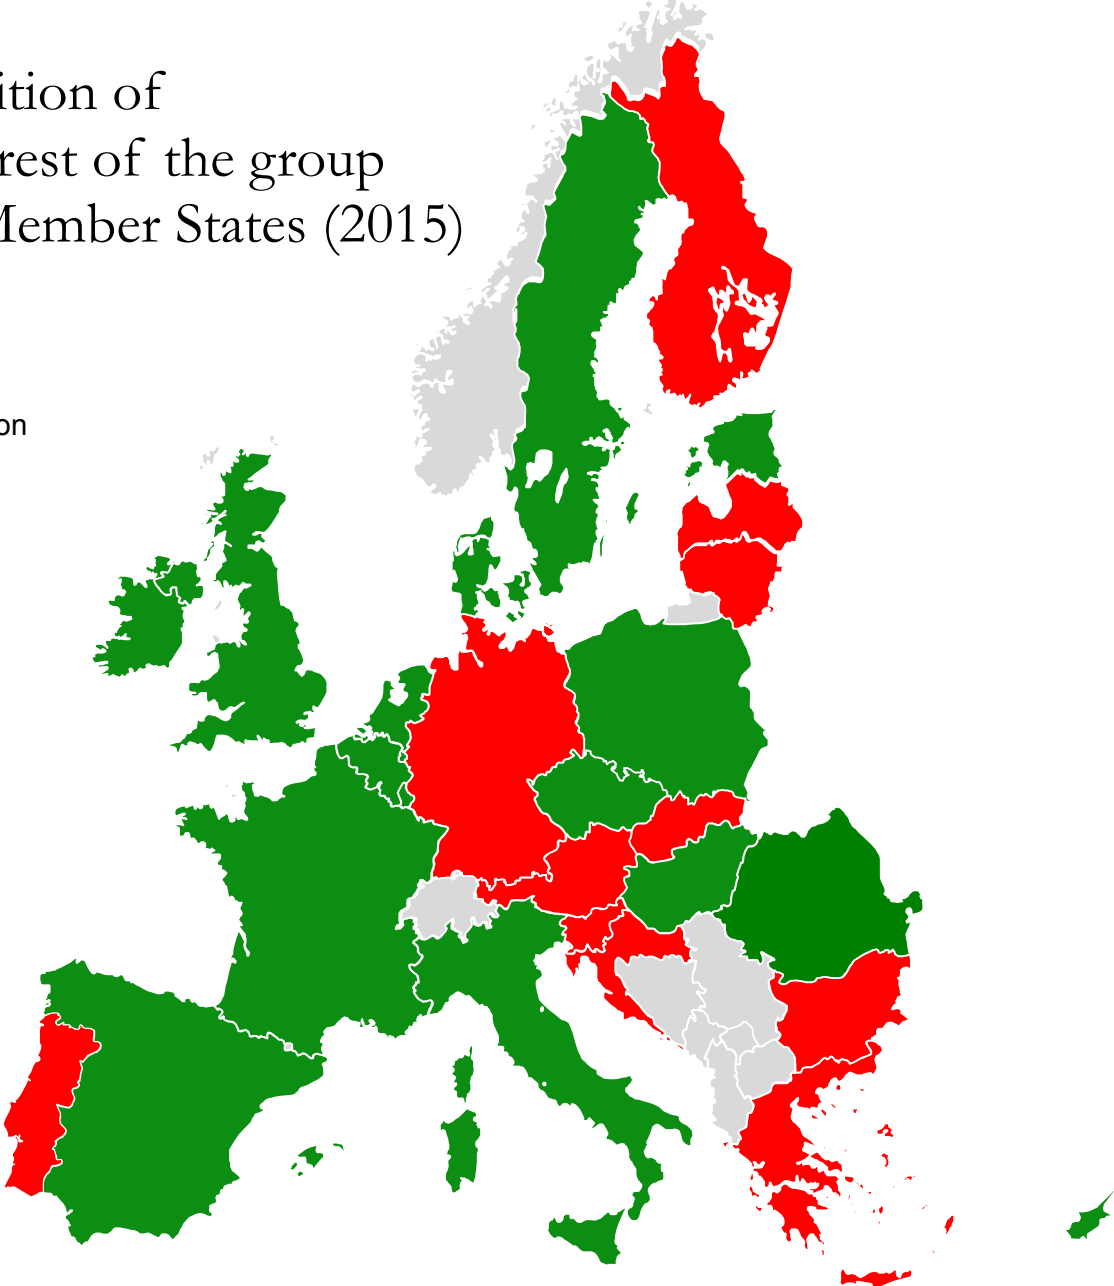 ition of
rest of the group
Member States (2015)
on